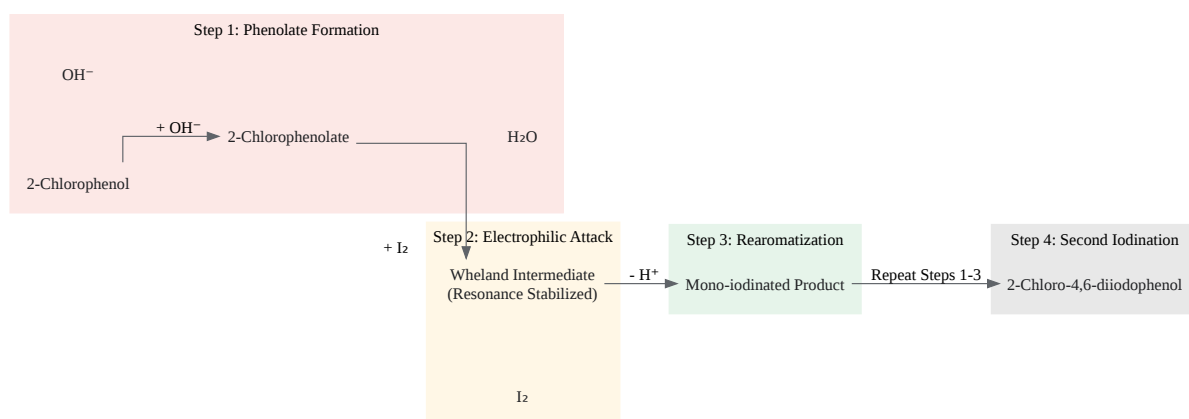 Step 1: Phenolate Formation
OH⁻
+ OH⁻
2-Chlorophenolate
H₂O
2-Chlorophenol
+ I₂
Step 2: Electrophilic Attack
Wheland Intermediate
(Resonance Stabilized)
I₂
- H⁺
Step 3: Rearomatization
Mono-iodinated Product
Repeat Steps 1-3
Step 4: Second Iodination
2-Chloro-4,6-diiodophenol